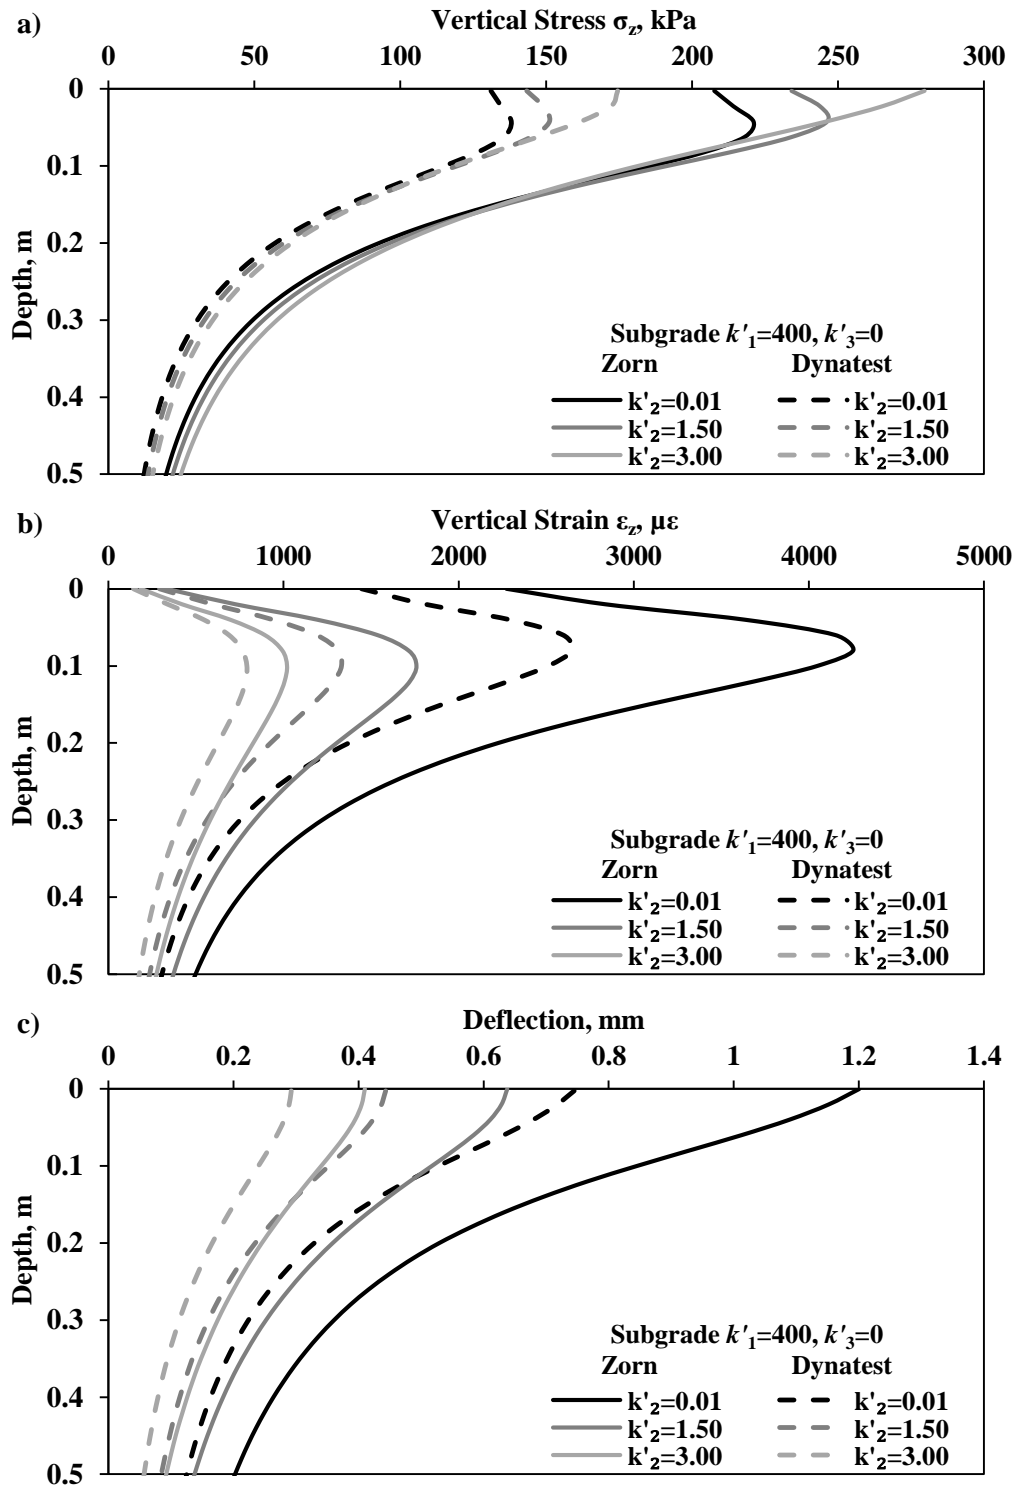 a)
Vertical Stress σz, kPa
0 50 100 150 200 250 300
Depth, m
0
0.1
0.2
0.3
0.4
0.5
Subgrade k′1=400, k′3=0
Zorn Dynatest
k'2=0.01 k'2=0.01
k'2=1.50 k'2=1.50
k'2=3.00 k'2=3.00
b)
Vertical Strain εz, µε
0 1000 2000 3000 4000 5000
Depth, m
0
0.1
0.2
0.3
0.4
0.5
Subgrade k′1=400, k′3=0
Zorn Dynatest
k'2=0.01 k'2=0.01
k'2=1.50 k'2=1.50
k'2=3.00 k'2=3.00
c)
Deflection, mm
0 0.2 0.4 0.6 0.8 1 1.2 1.4
Depth, m
0
0.1
0.2
0.3
0.4
0.5
Subgrade k′1=400, k′3=0
Zorn Dynatest
k'2=0.01 k'2=0.01
k'2=1.50 k'2=1.50
k'2=3.00 k'2=3.00